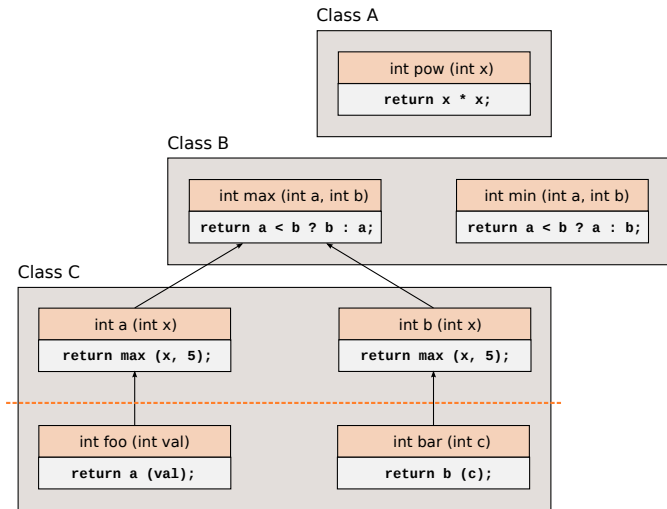 Class A
int pow (int x)
return x * x;
Class B
int max (int a, int b)
return a < b ? b : a;
int min (int a, int b)
return a < b ? a : b;
Class C
int a (int x)
return max (x, 5);
int b (int x)
return max (x, 5);
int foo (int val)
return a (val);
int bar (int c)
return b (c);